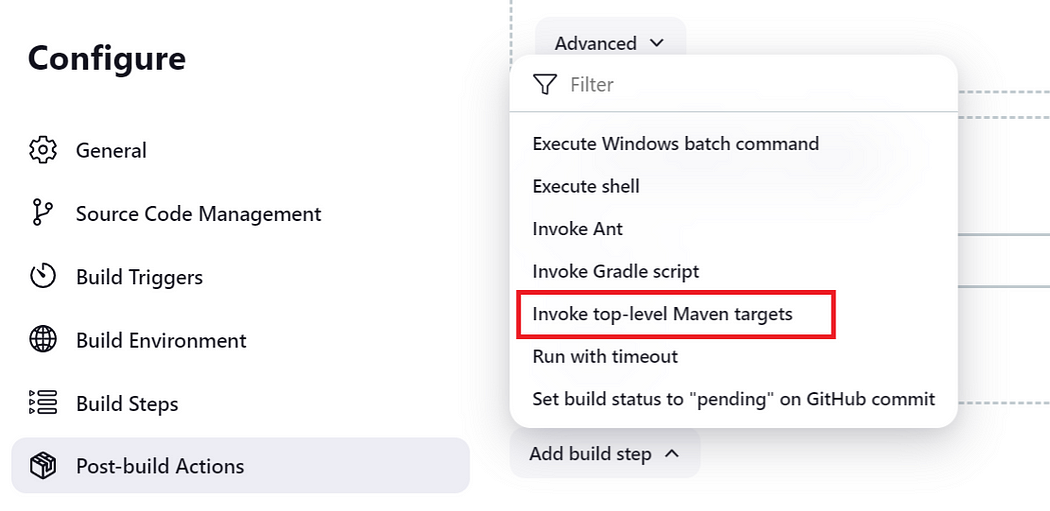 Configure
General
Source Code Management
Build Triggers
Build Environment
Build Steps
Post-build Actions
Advanced
Filter
Execute Windows batch command
Execute shell
Invoke Ant
Invoke Gradle script
Invoke top-level Maven targets
Run with timeout
Set build status to "pending" on GitHub commit
Add build step